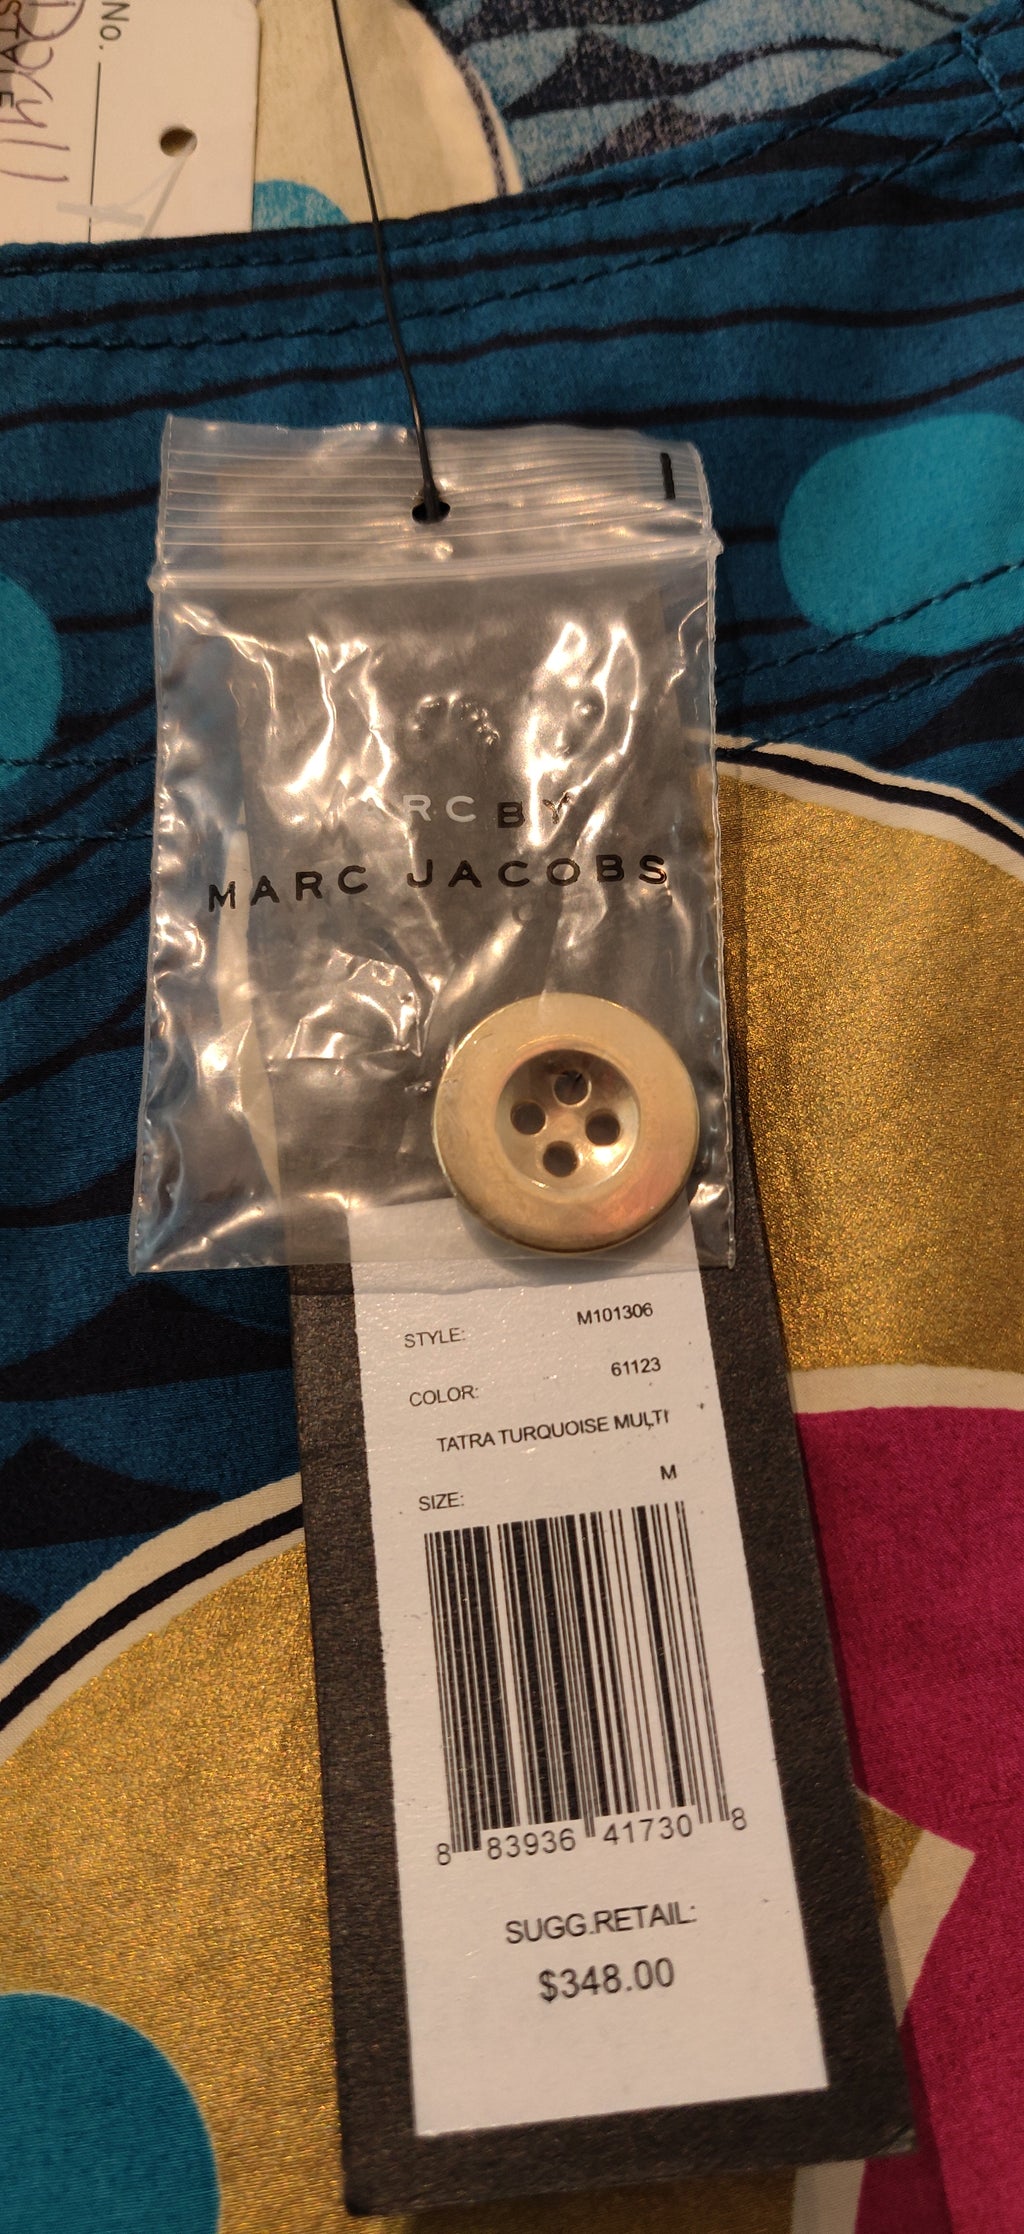 No.
STYLE
MARC BY
MARC JACOBS
STYLE: M101306
COLOR: 61123
TATRA TURQUOISE MULTI
SIZE: M
8 83936 41730 8
SUGG.RETAIL:
$348.00